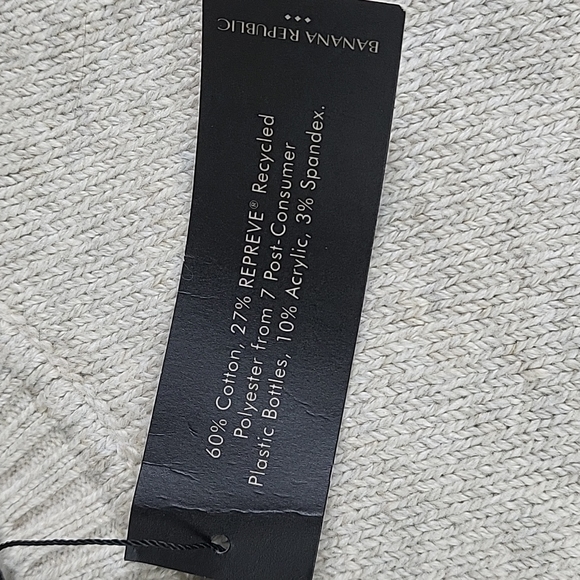 BANANA REPUBLIC
60% Cotton, 27% REPREVE® Recycled
Polyester from 7 Post-Consumer
Plastic Bottles, 10% Acrylic, 3% Spandex.